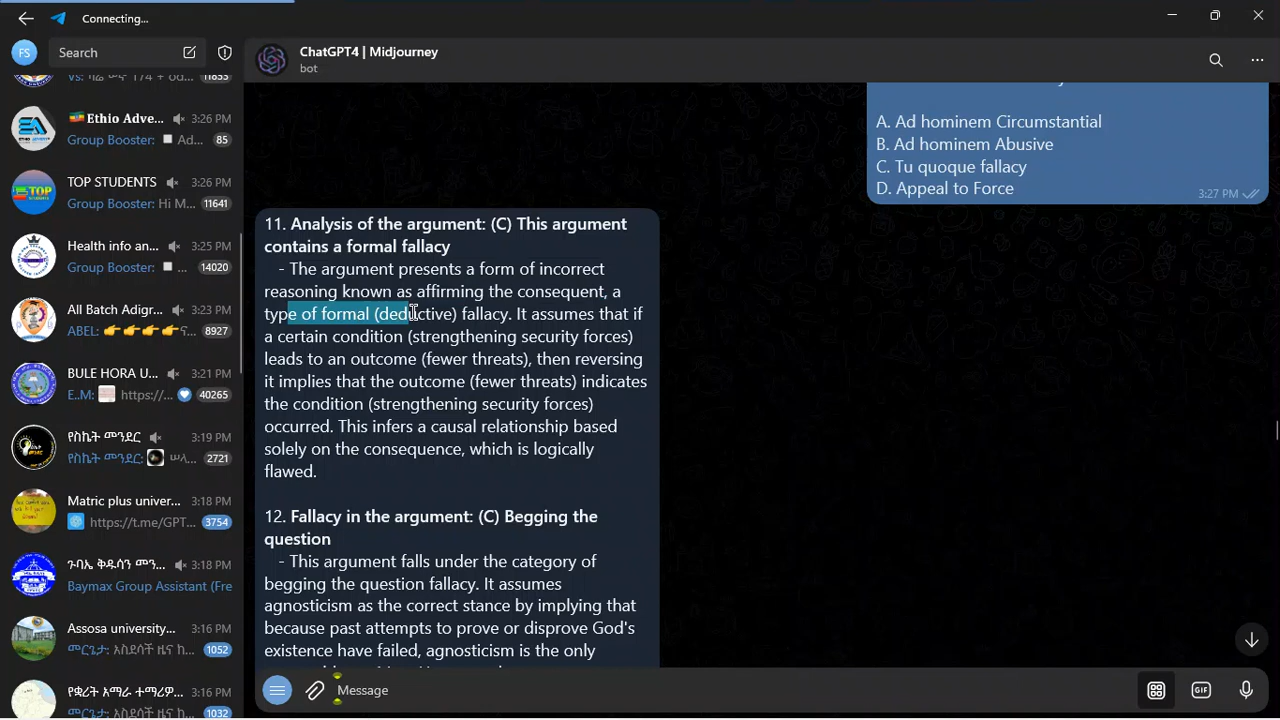 Connecting...
FS
Search
Vs:
11853
Ethio Adve...
3:26 PM
Group Booster: Ad...
85
TOP STUDENTS
3:26 PM
Group Booster: Hi M...
11641
Health info an...
3:25 PM
Group Booster: ...
14020
All Batch Adigr...
3:23 PM
ABEL: 👉👉👉👉...
8927
BULE HORA U...
3:21 PM
E..M: https://...
40265
የስኬት መንደር
3:19 PM
የስኬት መንደር:
2721
Matric plus univer...
3:18 PM
https://t.me/GPT...
3754
ጉባኤ ቅዱሳን መን...
3:18 PM
Baymax Group Assistant (Fre
Assosa university...
3:16 PM
መርጌታ: አስደሳች ዜና ከ...
1052
የቋሪት አማራ ተማሪዎ...
3:16 PM
መርጌታ: አስደሳች ዜና ከ...
1032
ChatGPT4 | Midjourney
bot
A. Ad hominem Circumstantial
B. Ad hominem Abusive
C. Tu quoque fallacy
D. Appeal to Force
3:27 PM
11. Analysis of the argument: (C) This argument
contains a formal fallacy
- The argument presents a form of incorrect
reasoning known as affirming the consequent, a
type of formal (deductive) fallacy. It assumes that if
a certain condition (strengthening security forces)
leads to an outcome (fewer threats), then reversing
it implies that the outcome (fewer threats) indicates
the condition (strengthening security forces)
occurred. This infers a causal relationship based
solely on the consequence, which is logically
flawed.
12. Fallacy in the argument: (C) Begging the
question
- This argument falls under the category of
begging the question fallacy. It assumes
agnosticism as the correct stance by implying that
because past attempts to prove or disprove God's
existence have failed, agnosticism is the only
Message
GIF